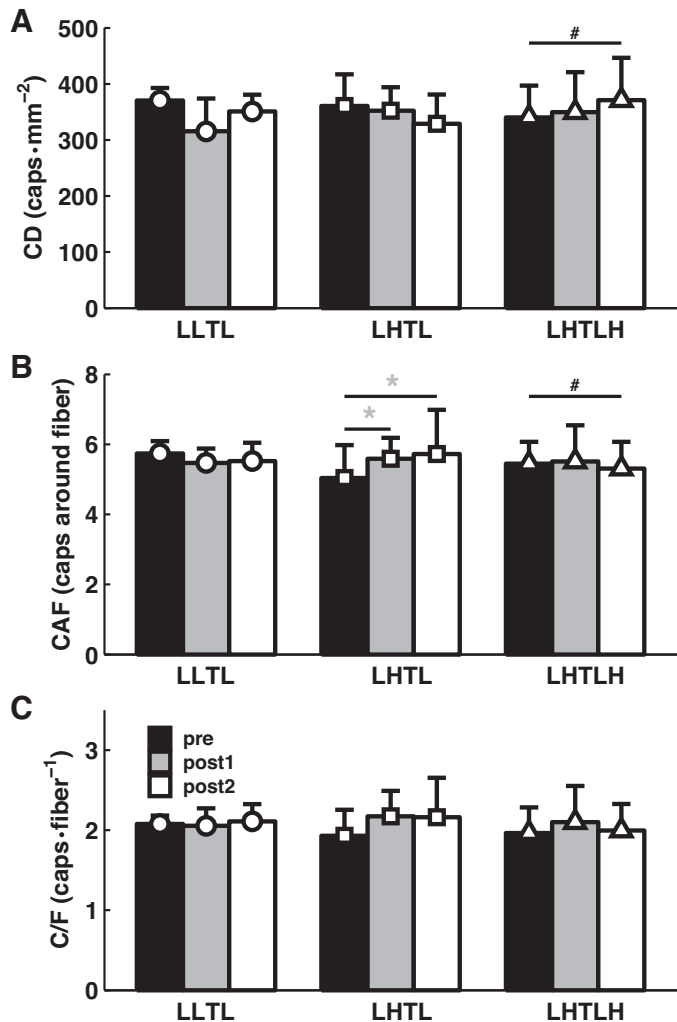 A
CD (caps·mm⁻²)
500
400
300
200
100
0
#
LLTL LHTL LHTLH
B
CAF (caps around fiber)
8
6
4
2
0
*
*
#
LLTL LHTL LHTLH
C
C/F (caps·fiber⁻¹)
3
2
1
0
pre
post1
post2
LLTL LHTL LHTLH